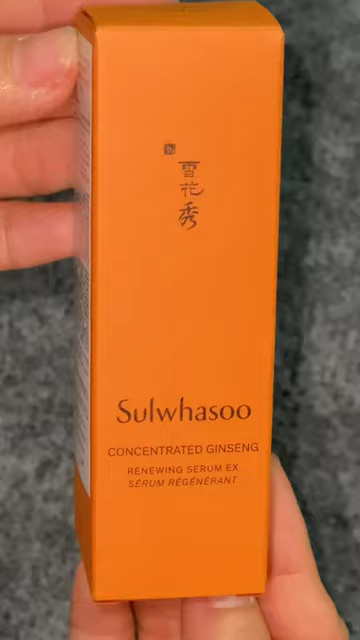 雪
花
秀
Sulwhasoo
CONCENTRATED GINSENG
RENEWING SERUM EX
SÉRUM RÉGÉNÉRANT